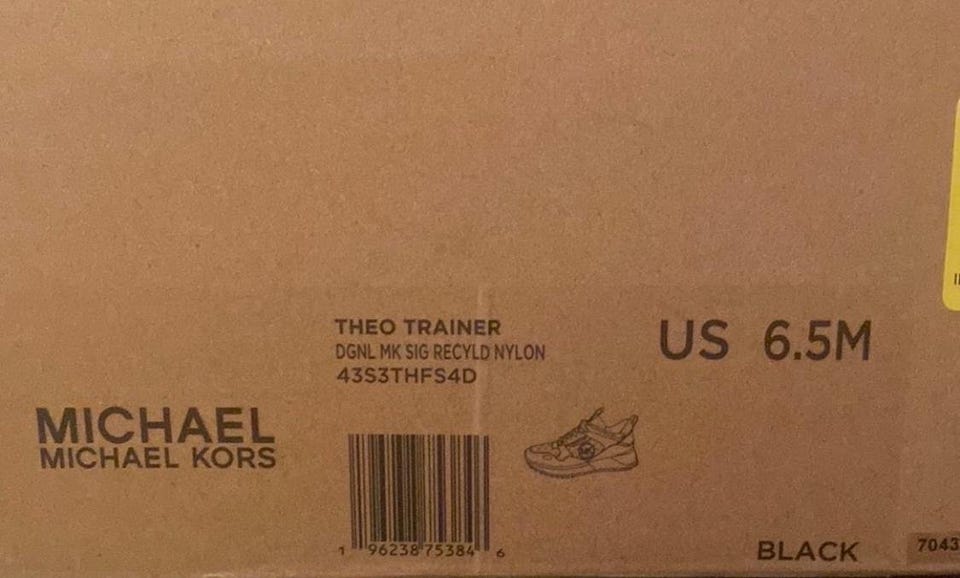 THEO TRAINER
DGNL MK SIG RECYLD NYLON
43S3THFS4D
US 6.5M
MICHAEL
MICHAEL KORS
1 96238 75384 6
BLACK
7043